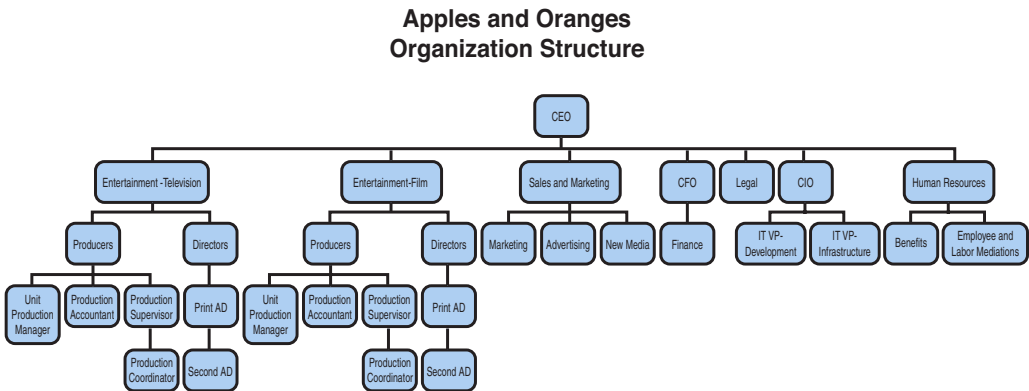 Apples and Oranges
Organization Structure
CEO
Entertainment -Television
Entertainment-Film
Sales and Marketing
CFO
Legal
CIO
Human Resources
Producers
Directors
Producers
Directors
Marketing
Advertising
New Media
Finance
IT VP-
Development
IT VP-
Infrastructure
Benefits
Employee and
Labor Mediations
Unit
Production
Manager
Production
Accountant
Production
Supervisor
Print AD
Unit
Production
Manager
Production
Accountant
Production
Supervisor
Print AD
Production
Coordinator
Second AD
Production
Coordinator
Second AD